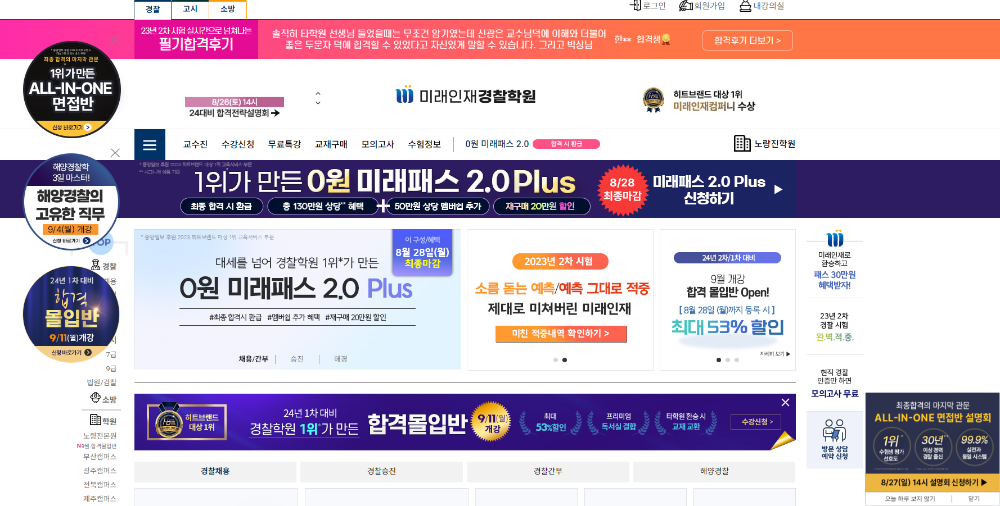 경찰
고시
소방
로그인
회원가입
내강의실
23년 2차 시험 실시간으로 넘쳐나는
필기합격후기
솔직히 타학원 선생님 들었을때는 무조건 암기였는데 신광은 교수님덕에 이해와 더불어
좋은 두문자 덕에 합격할 수 있었다고 자신있게 말할 수 있습니다. 그리고 박상님
한** 합격생
합격후기 더보기 >
* 중앙일보 후원 2023 히트브랜드
대상 1위 교육서비스 부문
최종 합격의 마지막 관문
*
1위가 만든
ALL-IN-ONE
면접반
신청 바로가기 >
8/26(토) 14시
24대비 합격전략설명회 →
미래인재경찰학원
히트브랜드 대상 1위
미래인재컴퍼니 수상
교수진
수강신청
무료특강
교재구매
모의고사
수험정보
0원 미래패스 2.0
합격 시 환급
노량진학원
* 중앙일보 후원 2023 히트브랜드 대상 1위 교육서비스 부문
** 시그니처 상품 기준
1위*가 만든 0원 미래패스 2.0 Plus
최종 합격 시 환급
총 130만원 상당** 혜택
+
50만원 상당 멤버쉽 추가
재구매 20만원 할인
8/28
최종마감
미래패스 2.0 Plus
신청하기 ▶
해양경찰학
3일 마스터!
해양경찰의
고유한 직무
9/4(월) 개강
신청 바로가기 >
TOP
경찰
채용
24년 1차 대비
합격
몰입반
9/11(월)개강
신청 바로가기 >
시
7급
9급
법원/검찰
소방
학원
노량진본원
N9월 합격몰입반
부산캠퍼스
광주캠퍼스
전북캠퍼스
제주캠퍼스
* 중앙일보 후원 2023 히트브랜드 대상 1위 교육서비스 부문
이 구성/혜택
8월 28일(월)
최종마감
대세를 넘어 경찰학원 1위*가 만든
0원 미래패스 2.0 Plus
#최종 합격시 환급 #멤버쉽 추가 혜택 #재구매 20만원 할인
채용/간부
승진
해경
2023년 2차 시험
소름 돋는 예측/예측 그대로 적중
제대로 미쳐버린 미래인재
미친 적중내역 확인하기 >
24년 2차/1차 대비
9월 개강
합격 몰입반 Open!
[ 8월 28일 (월)까지 등록 시 ]
최대 53% 할인
자세히 보기 ▶
미래인재로
환승하고
패스 30만원
혜택받자!
23년 2차
경찰 시험
완.벽.적.중.
현직 경찰
인증만 하면
모의고사 무료
방문 상담
예약 신청
히트브랜드
대상 1위
24년 1차 대비
경찰학원 1위*가 만든
합격몰입반
9/11(월)
개강
최대
53%할인
프리미엄
독서실 결합
타학원 환승 시
교재 교환
수강신청 >
경찰채용
경찰승진
경찰간부
해양경찰
최종합격의 마지막 관문
ALL-IN-ONE 면접반 설명회
1위*
수험생 평가
선호도
30년**
이상 경력
경찰 출신
99.9%
실전과
동일 시스템
8/27(일) 14시 설명회 신청하기 ▶
오늘 하루 보지 않기
닫기